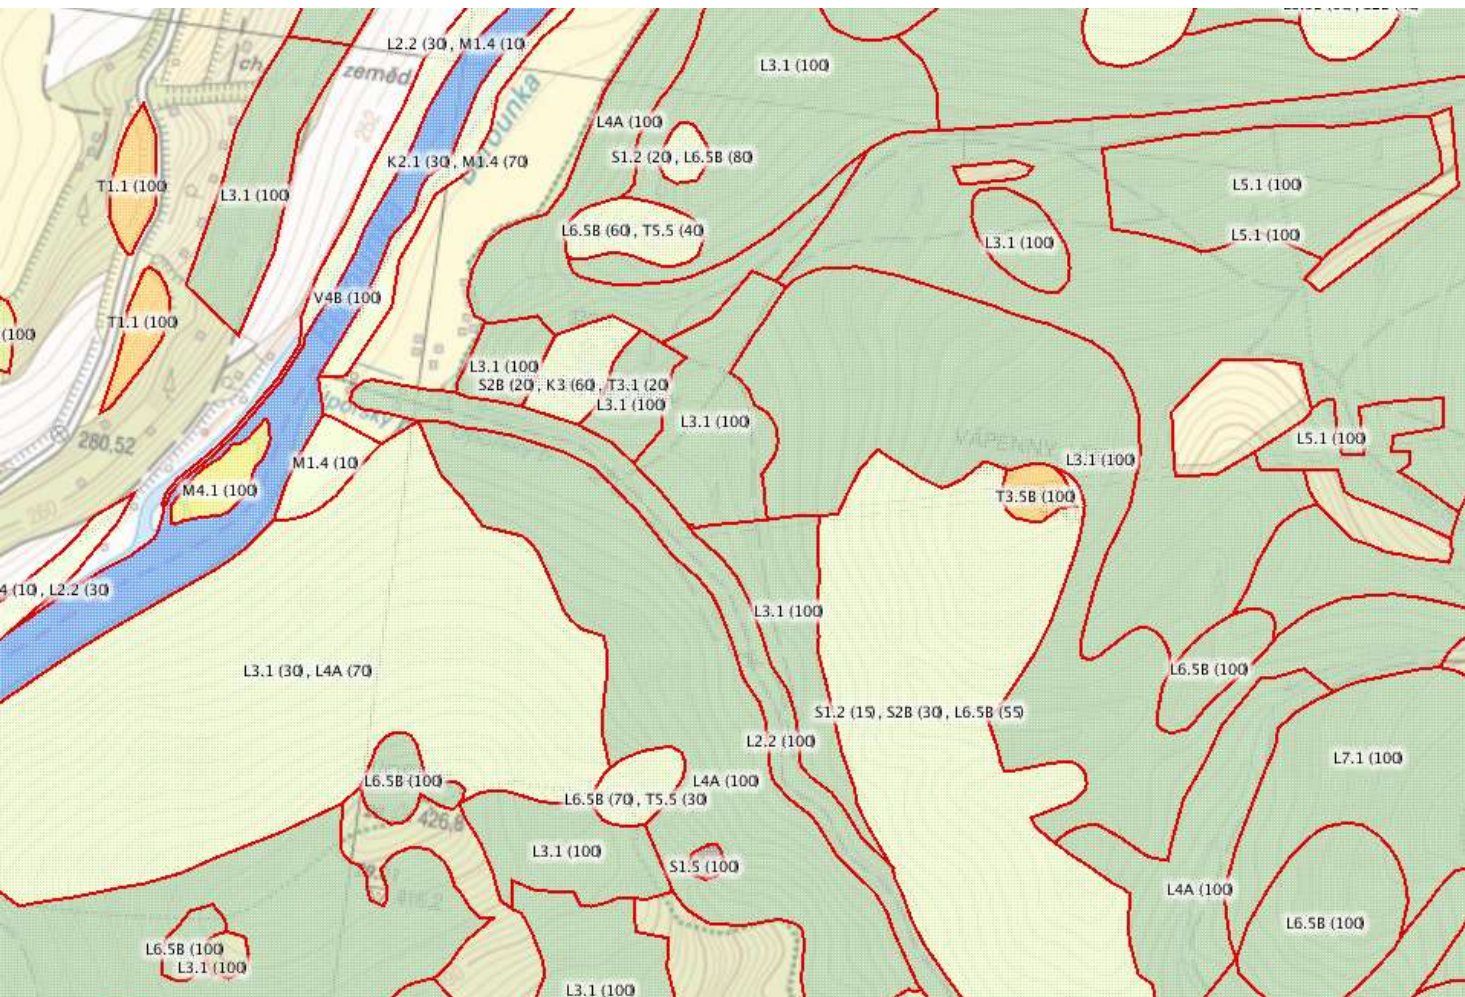 L2.2 (30), M1.4 (10)
ch
zeměd
L3.1 (100)
262
L4A (100)
K2.1 (30), M1.4 (70)
S1.2 (20), L6.5B (80)
T1.1 (100)
L3.1 (100)
L5.1 (100)
L6.5B (60), T5.5 (40)
L5.1 (100)
L3.1 (100)
V4B (100)
T1.1 (100)
(100)
L3.1 (100)
S2B (20), K3 (60), T3.1 (20)
L3.1 (100)
L3.1 (100)
280,52
VÁPENNÝ
L5.1 (100)
L3.1 (100)
M1.4 (10)
M4.1 (100)
T3.5B (100)
260
4 (10), L2.2 (30)
L3.1 (100)
L3.1 (30), L4A (70)
L6.5B (100)
S1.2 (15), S2B (30), L6.5B (55)
L2.2 (100)
L7.1 (100)
L6.5B (100)
L4A (100)
L6.5B (70), T5.5 (30)
426,8
L3.1 (100)
S1.5 (100)
L4A (100)
L6.5B (100)
L6.5B (100)
L3.1 (100)
L3.1 (100)